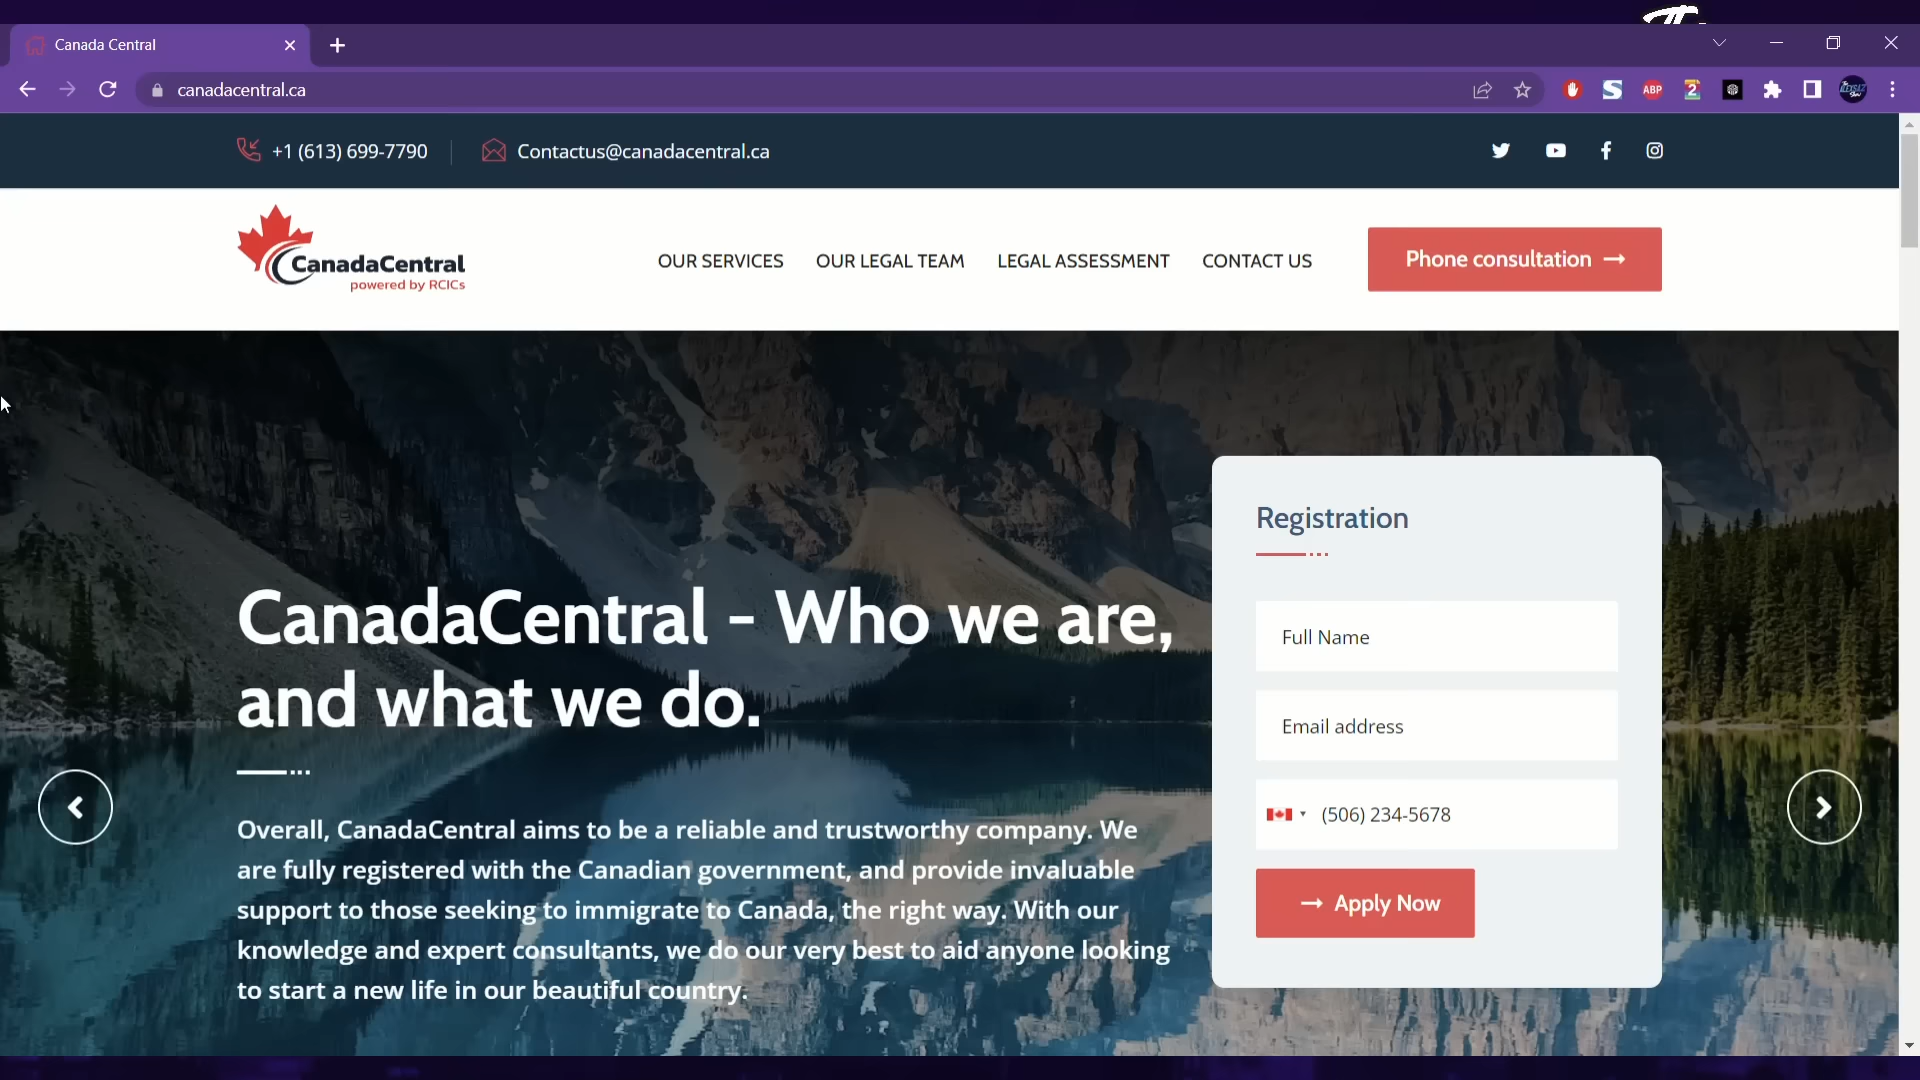 Canada Central
canadacentral.ca
ABP
2
+1 (613) 699-7790
Contactus@canadacentral.ca
CanadaCentral
powered by RCICs
OUR SERVICES
OUR LEGAL TEAM
LEGAL ASSESSMENT
CONTACT US
Phone consultation
CanadaCentral - Who we are,
and what we do.
Overall, CanadaCentral aims to be a reliable and trustworthy company. We
are fully registered with the Canadian government, and provide invaluable
support to those seeking to immigrate to Canada, the right way. With our
knowledge and expert consultants, we do our very best to aid anyone looking
to start a new life in our beautiful country.
Registration
Full Name
Email address
(506) 234-5678
Apply Now